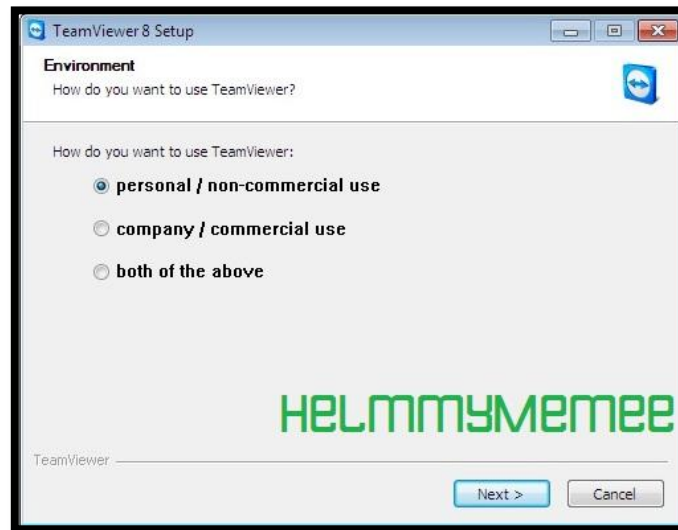 TeamViewer 8 Setup
Environment
How do you want to use TeamViewer?
How do you want to use TeamViewer:
personal / non-commercial use
company / commercial use
both of the above
HELMMYMEMEE
TeamViewer
Next >
Cancel